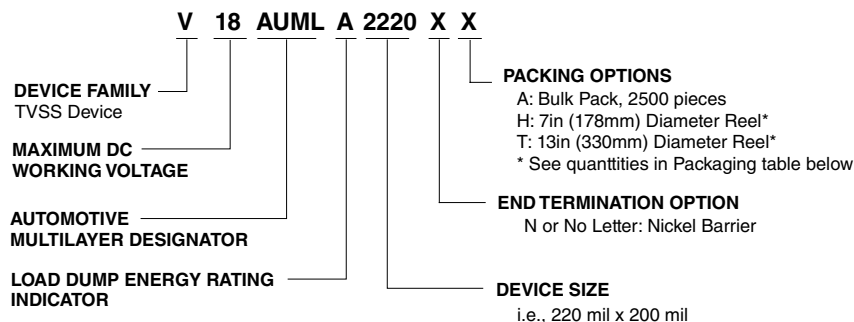 V 18 AUML A 2220 X X
DEVICE FAMILY
TVSS Device
MAXIMUM DC
WORKING VOLTAGE
AUTOMOTIVE
MULTILAYER DESIGNATOR
LOAD DUMP ENERGY RATING
INDICATOR
PACKING OPTIONS
A: Bulk Pack, 2500 pieces
H: 7in (178mm) Diameter Reel*
T: 13in (330mm) Diameter Reel*
* See quanttities in Packaging table below
END TERMINATION OPTION
N or No Letter: Nickel Barrier
DEVICE SIZE
i.e., 220 mil x 200 mil